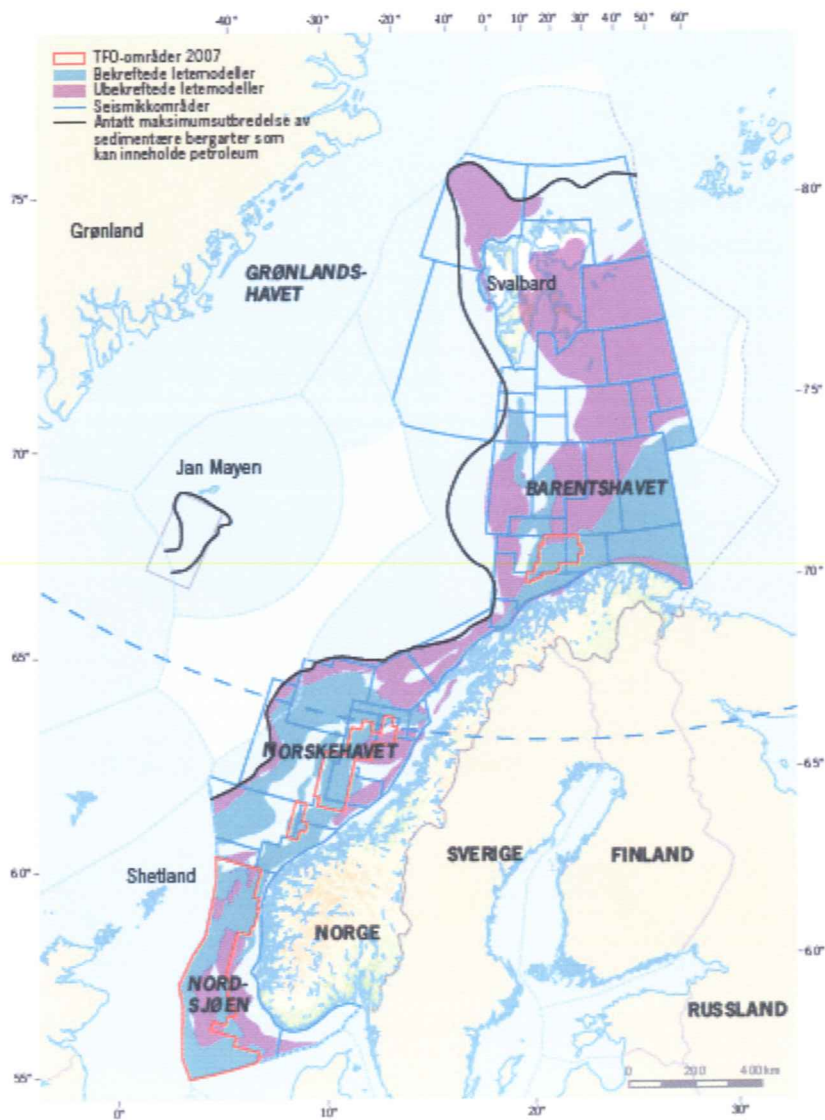 -30° -20° -10° 0° 10° 20° 30° 40° 50° 60°
TFO-områder 2007
Bekreftede letemodeller
Ubekreftede letemodeller
Seismikkområder
Antatt maksimumsutbredelse av
sedimentære bergarter som
kan inneholde petroleum
75°
80°
Grønland
GRØNLANDS-
HAVET
Svalbard
75°
70°
Jan Mayen
BARENTSHAVET
70°
65°
NORSKEHAVET
65°
SVERIGE
FINLAND
60°
Shetland
NORGE
60°
NORD-
SJØEN
RUSSLAND
55°
0 200 400 km
0° 10° 20° 30°